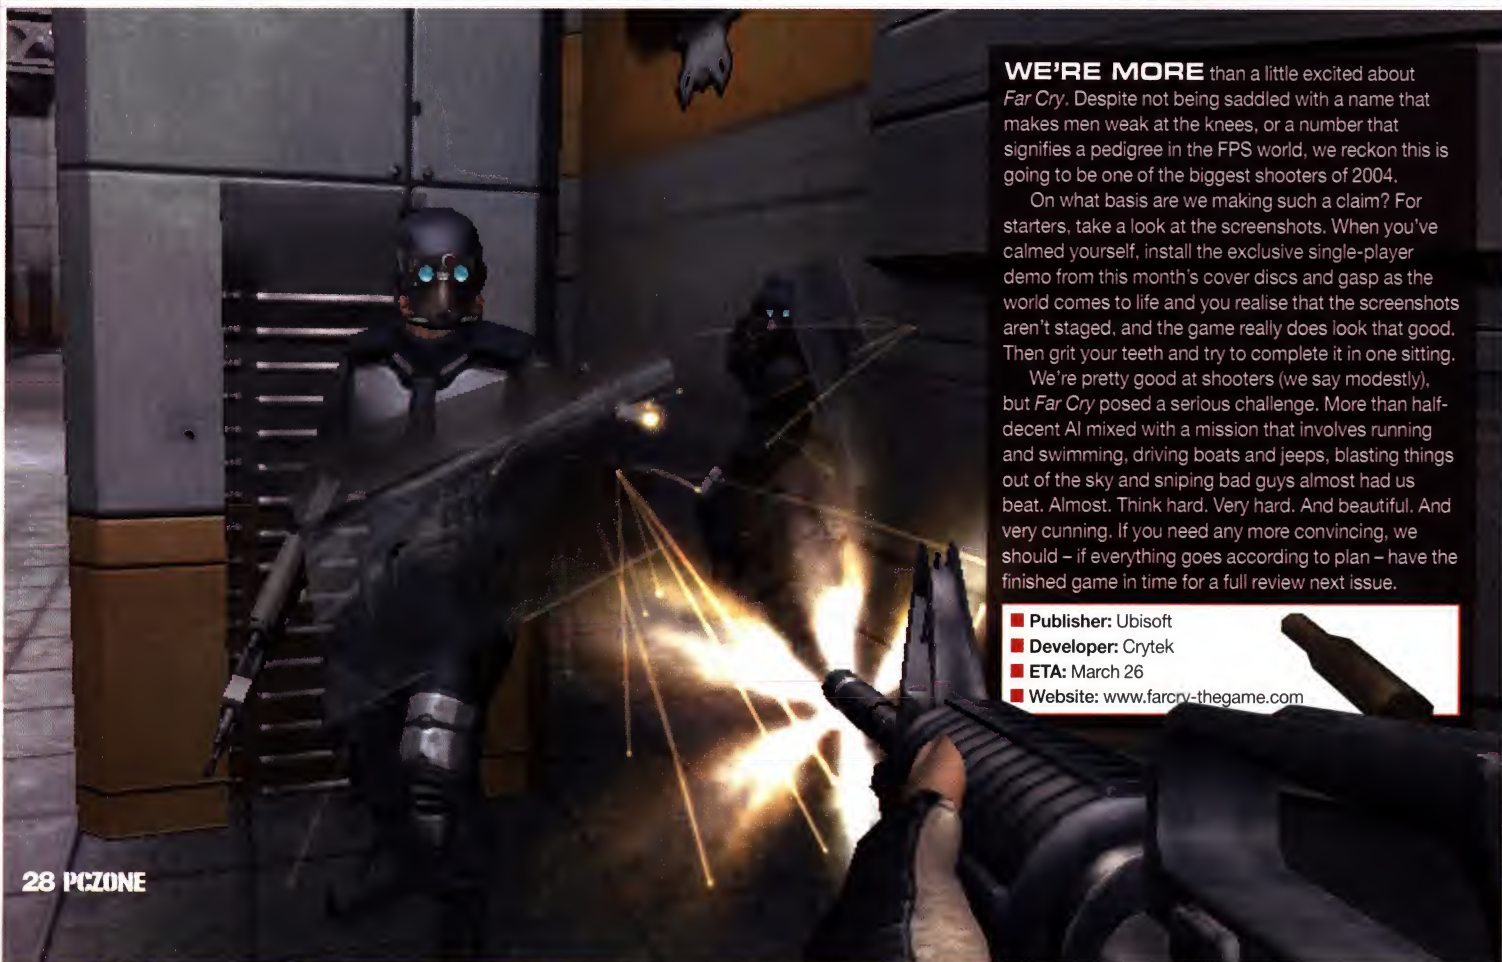 WE'RE MORE than a little excited about
Far Cry. Despite not being saddled with a name that
makes men weak at the knees, or a number that
signifies a pedigree in the FPS world, we reckon this is
going to be one of the biggest shooters of 2004.
On what basis are we making such a claim? For
starters, take a look at the screenshots. When you've
calmed yourself, install the exclusive single-player
demo from this month's cover discs and gasp as the
world comes to life and you realise that the screenshots
aren't staged, and the game really does look that good.
Then grit your teeth and try to complete it in one sitting.
We're pretty good at shooters (we say modestly),
but Far Cry posed a serious challenge. More than half-
decent AI mixed with a mission that involves running
and swimming, driving boats and jeeps, blasting things
out of the sky and sniping bad guys almost had us
beat. Almost. Think hard. Very hard. And beautiful. And
very cunning. If you need any more convincing, we
should – if everything goes according to plan – have the
finished game in time for a full review next issue.
Publisher: Ubisoft
Developer: Crytek
ETA: March 26
Website: www.farcry-thegame.com
28 PCZONE